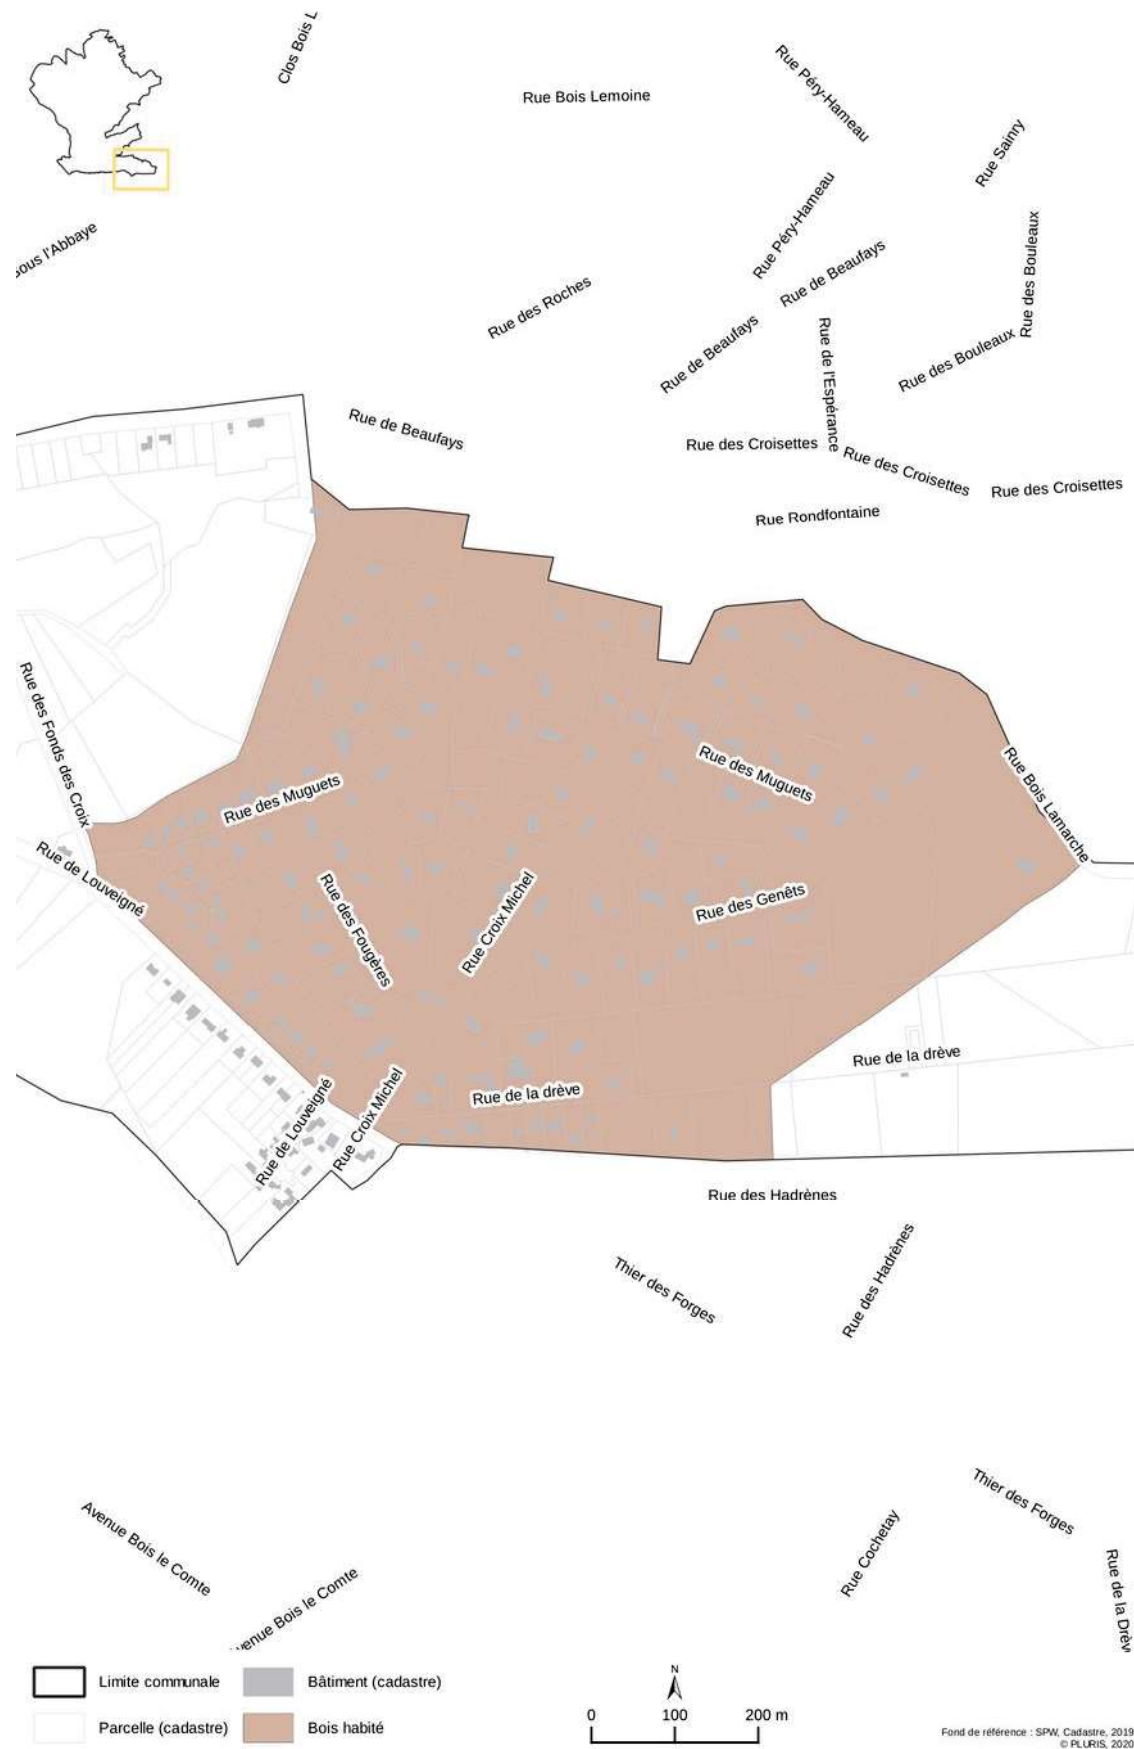 Clos Bois L
Rue Bois Lemoine
Rue Péry-Hameau
Rue Sainry
Rue Péry-Hameau
sous l'Abbaye
Rue de Beaufays
Rue des Bouleaux
Rue des Roches
Rue de Beaufays
Rue de l'Espérance
Rue des Bouleaux
Rue de Beaufays
Rue des Croisettes
Rue des Croisettes
Rue des Croisettes
Rue Rondfontaine
Rue des Fonds des Croix
Rue des Muguets
Rue des Muguets
Rue Bois Lamarche
Rue de Louveigné
Rue des Fougères
Rue Croix Michel
Rue des Genêts
Rue de la drève
Rue de la drève
Rue de Louveigné
Rue Croix Michel
Rue des Hadrènes
Thier des Forges
Rue des Hadrènes
Thier des Forges
Avenue Bois le Comte
Rue Cochetay
Rue de la Drèv
venue Bois le Comte
Limite communale
Bâtiment (cadastre)
Parcelle (cadastre)
Bois habité
N
0 100 200 m
Fond de référence : SPW, Cadastre, 2019
© PLURIS, 2020